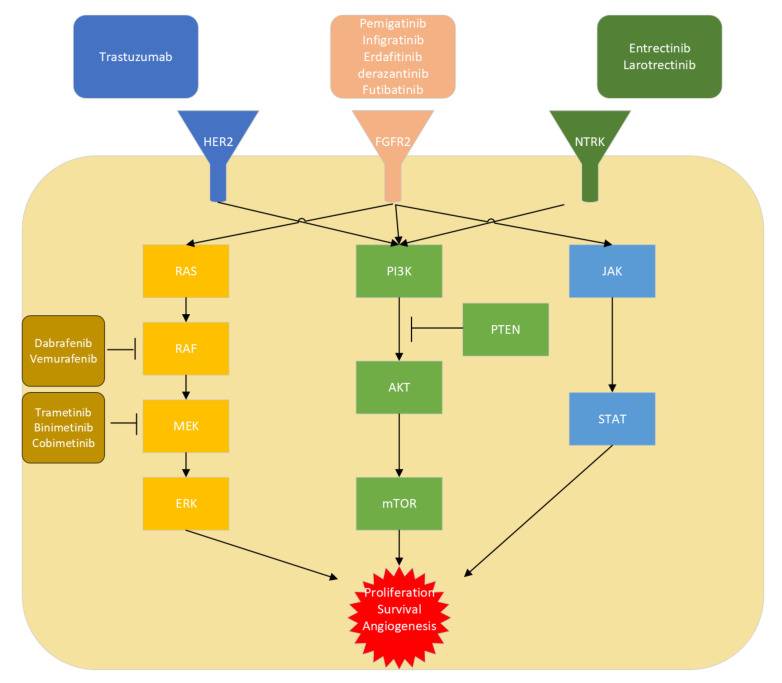 Trastuzumab
Pemigatinib
Infigratinib
Erdafitinib
derazantinib
Futibatinib
Entrectinib
Larotrectinib
HER2
FGFR2
NTRK
RAS
PI3K
JAK
Dabrafenib
Vemurafenib
RAF
PTEN
AKT
Trametinib
Binimetinib
Cobimetinib
MEK
STAT
ERK
mTOR
Proliferation
Survival
Angiogenesis